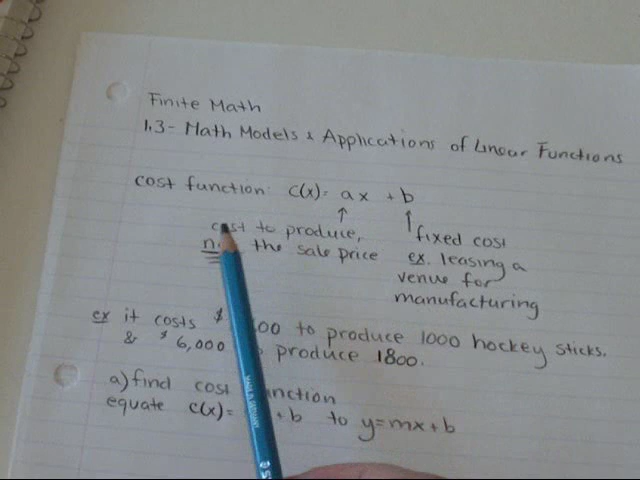 Finite Math
1.3 - Math Models & Applications of Linear Functions
cost function: C(x) = ax + b
cost to produce, fixed cost
the sale price ex. leasing a
venue for
manufacturing
ex it costs $ to produce 1000 hockey sticks.
& $6,000 produce 1800.
a) find cost function
equate C(x) = + b to y=mx+b